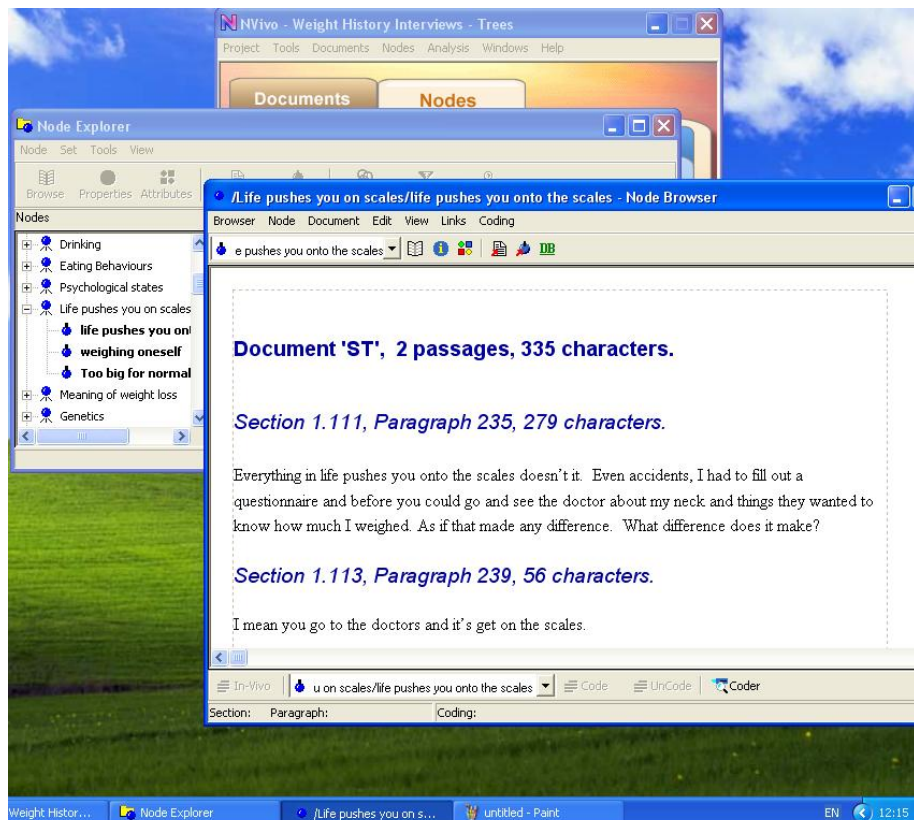 NVivo - Weight History Interviews - Trees
Project Tools Documents Nodes Analysis Windows Help
Documents Nodes
Node Explorer
Node Set Tools View
Browse Properties Attributes
Nodes
Drinking
Eating Behaviours
Psychological states
Life pushes you on scales
life pushes you ont
weighing oneself
Too big for normal
Meaning of weight loss
Genetics
/Life pushes you on scales/life pushes you onto the scales - Node Browser
Browser Node Document Edit View Links Coding
e pushes you onto the scales
DB
Document 'ST', 2 passages, 335 characters.
Section 1.111, Paragraph 235, 279 characters.
Everything in life pushes you onto the scales doesn't it. Even accidents, I had to fill out a
questionnaire and before you could go and see the doctor about my neck and things they wanted to
know how much I weighed. As if that made any difference. What difference does it make?
Section 1.113, Paragraph 239, 56 characters.
I mean you go to the doctors and it's get on the scales.
In-Vivo u on scales/life pushes you onto the scales Code UnCode Coder
Section: Paragraph: Coding:
Weight Histor... Node Explorer /Life pushes you on s... untitled - Paint EN 12:15